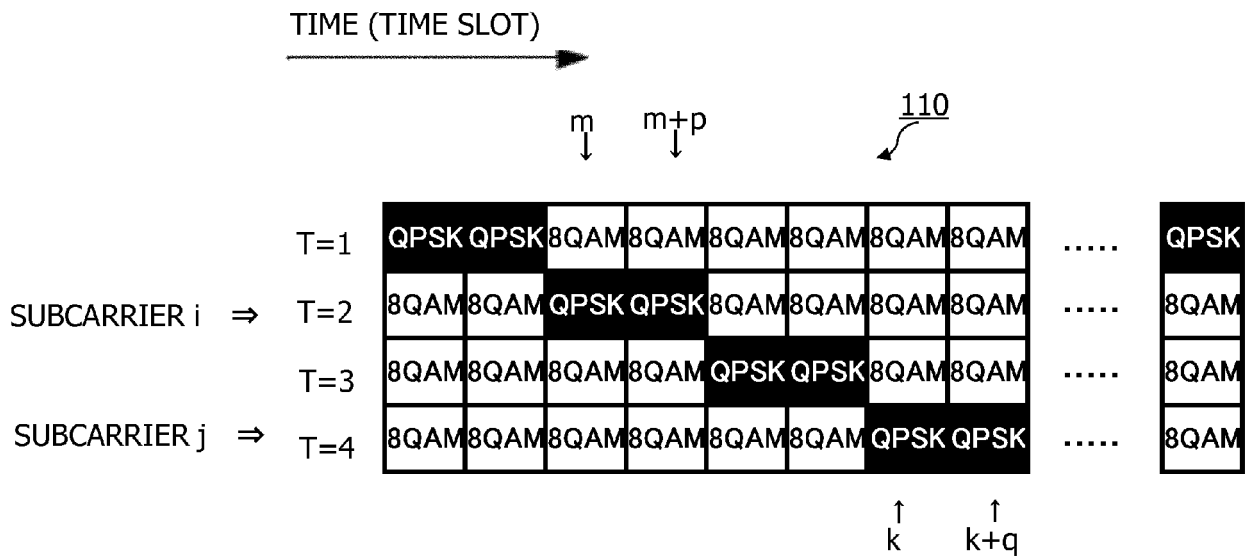 TIME (TIME SLOT)
m m+p 110
T=1 QPSK QPSK 8QAM 8QAM 8QAM 8QAM 8QAM 8QAM ..... QPSK
SUBCARRIER i ⇒ T=2 8QAM 8QAM QPSK QPSK 8QAM 8QAM 8QAM 8QAM ..... 8QAM
T=3 8QAM 8QAM 8QAM 8QAM QPSK QPSK 8QAM 8QAM ..... 8QAM
SUBCARRIER j ⇒ T=4 8QAM 8QAM 8QAM 8QAM 8QAM 8QAM QPSK QPSK ..... 8QAM
k k+q